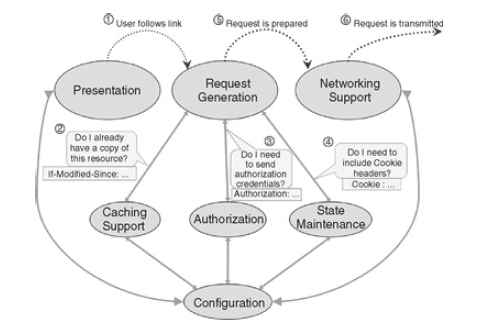 ① User follows link
⑤ Request is prepared
⑥ Request is transmitted
Presentation
Request
Generation
Networking
Support
②
Do I already
have a copy of
this resource?
If-Modified-Since: ...
③
Do I need
to send
authorization
credentials?
Authorization: ...
④
Do I need to
include Cookie
headers?
Cookie : ...
Caching
Support
Authorization
State
Maintenance
Configuration